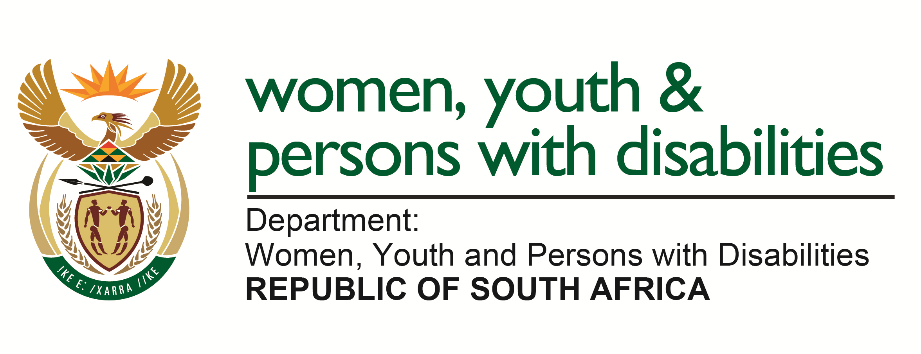 women, youth &
persons with disabilities
Department:
Women, Youth and Persons with Disabilities
REPUBLIC OF SOUTH AFRICA
!KE E: /XARRA //KE